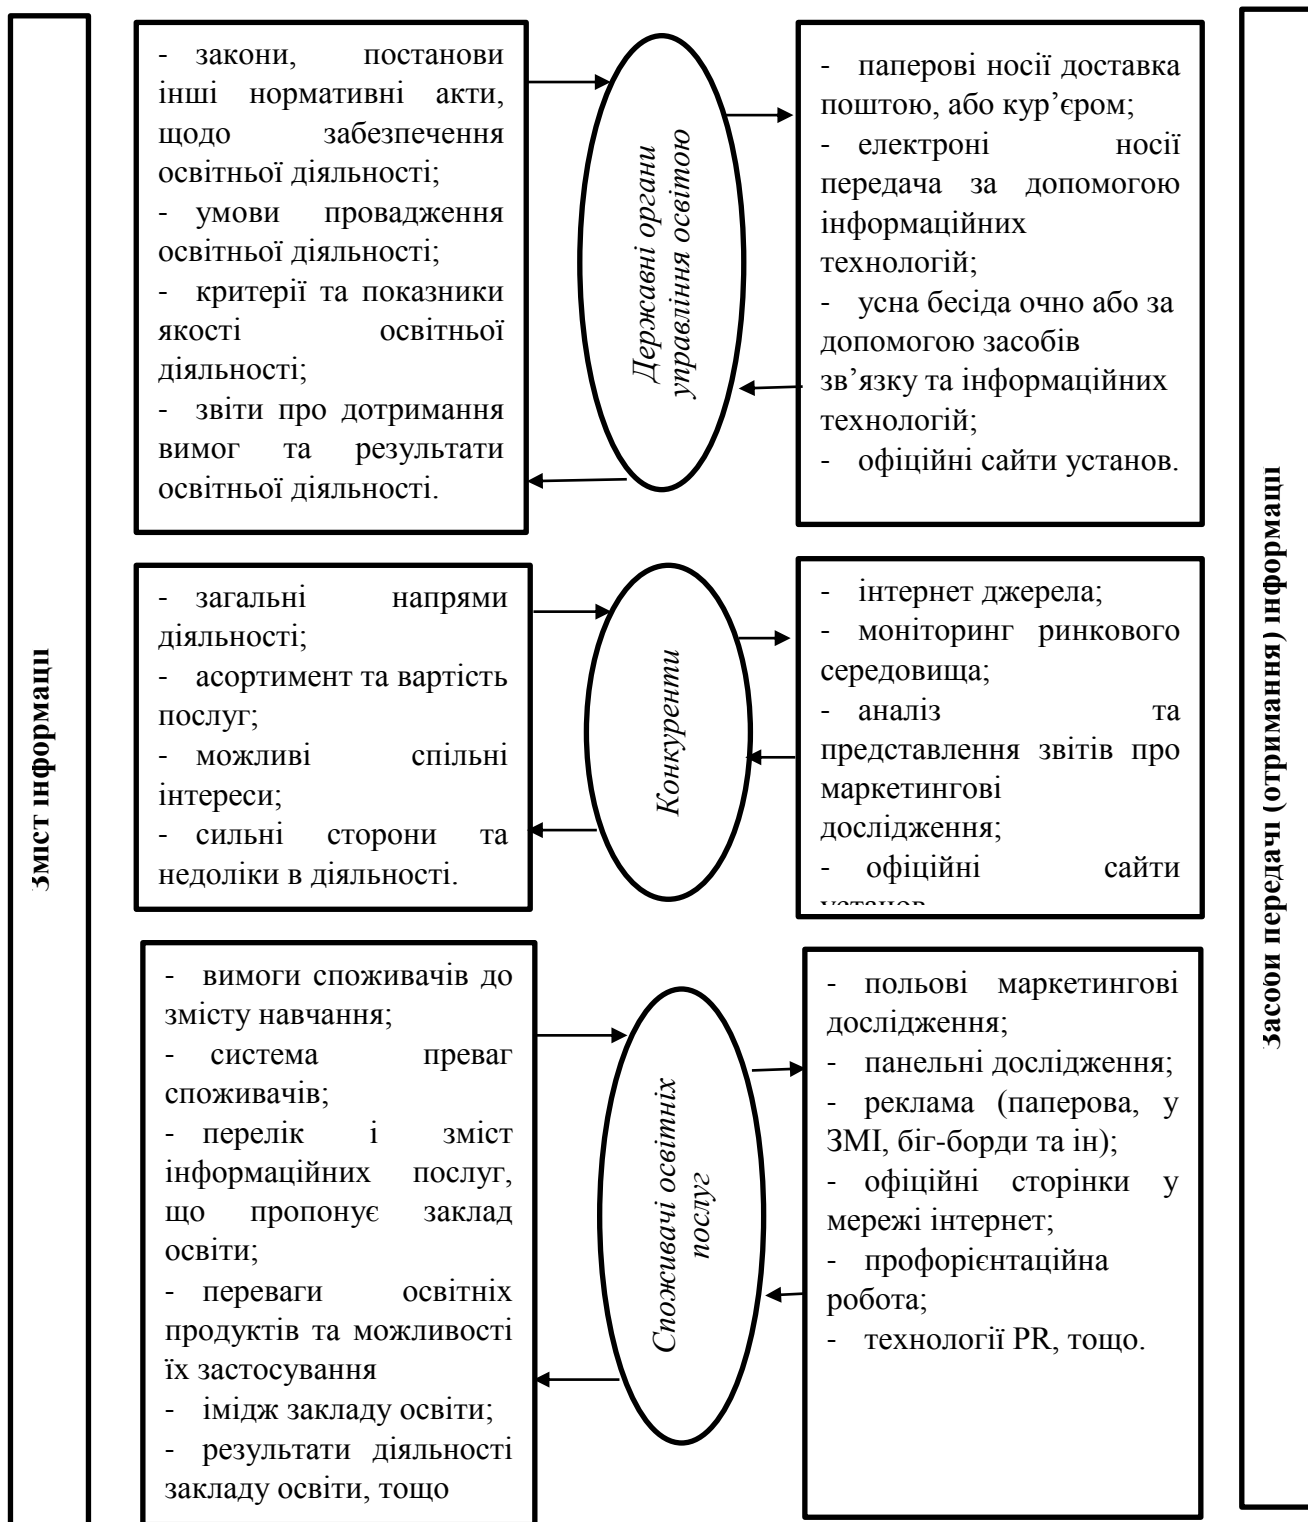 Зміст інформації
- закони, постанови
інші нормативні акти,
щодо забезпечення
освітньої діяльності;
- умови провадження
освітньої діяльності;
- критерії та показники
якості освітньої
діяльності;
- звіти про дотримання
вимог та результати
освітньої діяльності.
Державні органи
управління освітою
- паперові носії доставка
поштою, або кур’єром;
- електроні носії
передача за допомогою
інформаційних
технологій;
- усна бесіда очно або за
допомогою засобів
зв’язку та інформаційних
технологій;
- офіційні сайти установ.
- загальні напрями
діяльності;
- асортимент та вартість
послуг;
- можливі спільні
інтереси;
- сильні сторони та
недоліки в діяльності.
Конкуренти
- інтернет джерела;
- моніторинг ринкового
середовища;
- аналіз та
представлення звітів про
маркетингові
дослідження;
- офіційні сайти
установ
- вимоги споживачів до
змісту навчання;
- система преваг
споживачів;
- перелік і зміст
інформаційних послуг,
що пропонує заклад
освіти;
- переваги освітніх
продуктів та можливості
їх застосування
- імідж закладу освіти;
- результати діяльності
закладу освіти, тощо
Споживачі освітніх
послуг
- польові маркетингові
дослідження;
- панельні дослідження;
- реклама (паперова, у
ЗМІ, біг-борди та ін);
- офіційні сторінки у
мережі інтернет;
- профорієнтаційна
робота;
- технології PR, тощо.
Засоби передачі (отримання) інформації